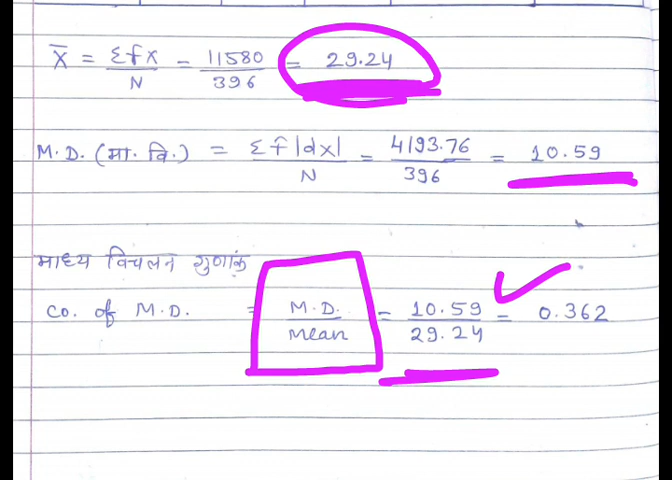 X̄ = Σfx/N = 11580/396 = 29.24
M.D. (मा. वि.) = Σf|dx|/N = 4193.76/396 = 10.59
माध्य विचलन गुणांक
Co. of M.D. = M.D./mean = 10.59/29.24 = 0.362